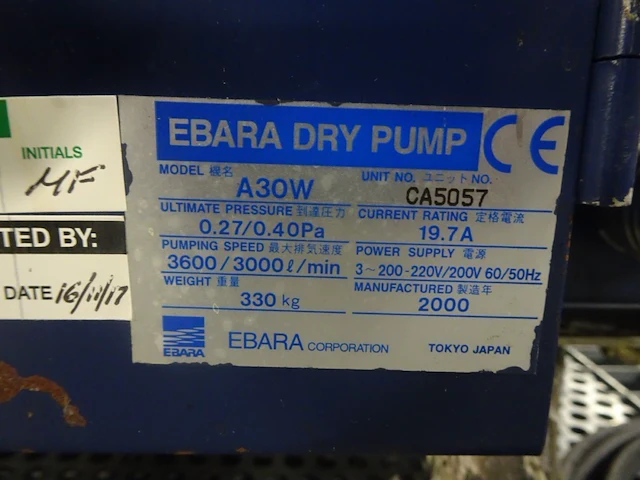 EBARA DRY PUMP CE
MODEL 機名 A30W
UNIT NO. ユニット NO. CA5057
ULTIMATE PRESSURE 到達圧力 0.27/0.40Pa
CURRENT RATING 定格電流 19.7A
PUMPING SPEED 最大排気速度 3600/3000ℓ/min
POWER SUPPLY 電源 3~200-220V/200V 60/50Hz
WEIGHT 重量 330 kg
MANUFACTURED 製造年 2000
EBARA
EBARA CORPORATION TOKYO JAPAN
INITIALS
MF
TED BY:
DATE 16/11/17